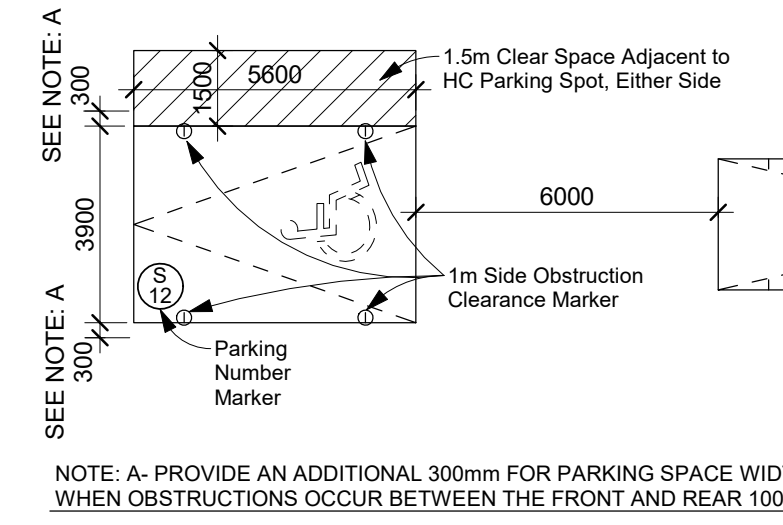 SEE NOTE: A
300
1500
5600
1.5m Clear Space Adjacent to
HC Parking Spot, Either Side
3900
6000
S
12
1m Side Obstruction
Clearance Marker
SEE NOTE: A
300
Parking
Number
Marker
NOTE: A- PROVIDE AN ADDITIONAL 300mm FOR PARKING SPACE
WHEN OBSTRUCTIONS OCCUR BETWEEN THE FRONT AND REAR